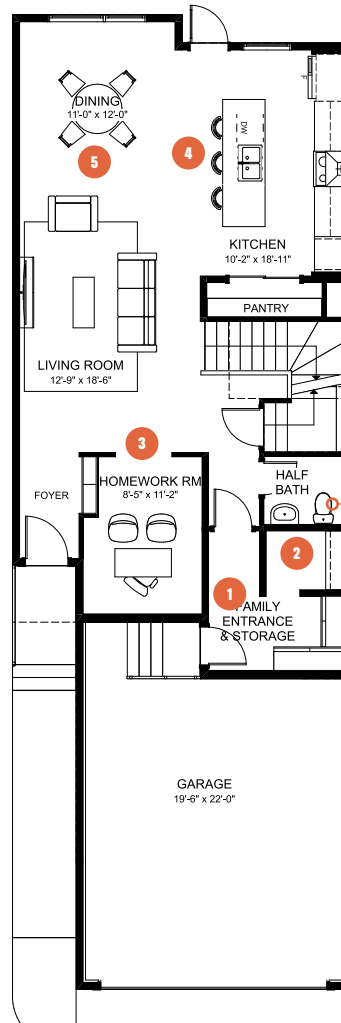 F
DINING
11'-0" x 12'-0"
DW
5
4
KITCHEN
10'-2" x 18'-11"
PANTRY
LIVING ROOM
12'-9" x 18'-6"
3
HALF
BATH
HOMEWORK RM
8'-5" x 11'-2"
FOYER
2
1
FAMILY
ENTRANCE
& STORAGE
GARAGE
19'-6" x 22'-0"